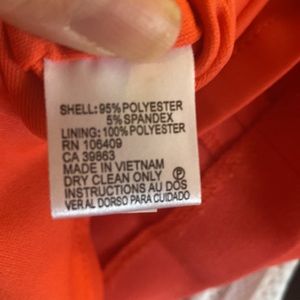 SHELL: 95% POLYESTER
5% SPANDEX
LINING: 100% POLYESTER
RN 106409
CA 39863
MADE IN VIETNAM
DRY CLEAN ONLY Ⓟ
INSTRUCTIONS AU DOS
VER AL DORSO PARA CUIDADO